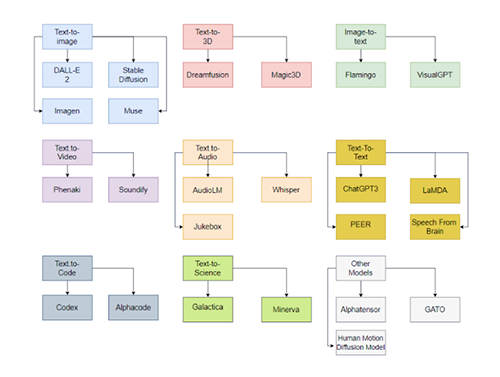 Text-to-
image
Text-to-
3D
Image-to-
text
DALL-E
2
Stable
Diffusion
Dreamfusion
Magic3D
Flamingo
VisualGPT
Imagen
Muse
Text to-
Video
Text to-
Audio
Text-To-
Text
Phenaki
Soundify
AudioLM
Whisper
ChatGPT3
LaMDA
Jukebox
PEER
Speech From
Brain
Text.to-
Code
Text-to-
Science
Other
Models
Codex
Alphacode
Galactica
Minerva
Alphatensor
GATO
Human Motion
Diffusion Model